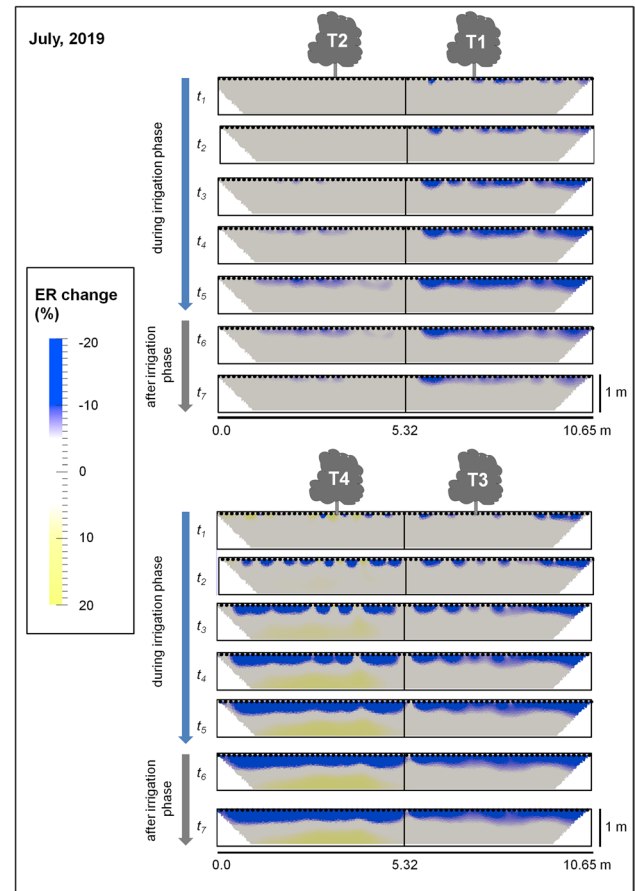 July, 2019
T2
T1
t1
t2
t3
t4
t5
t6
t7
during irrigation phase
after irrigation
phase
1 m
0.0
5.32
10.65 m
ER change
(%)
-20
-10
0
10
20
T4
T3
t1
t2
t3
t4
t5
t6
t7
during irrigation phase
after irrigation
phase
1 m
0.0
5.32
10.65 m